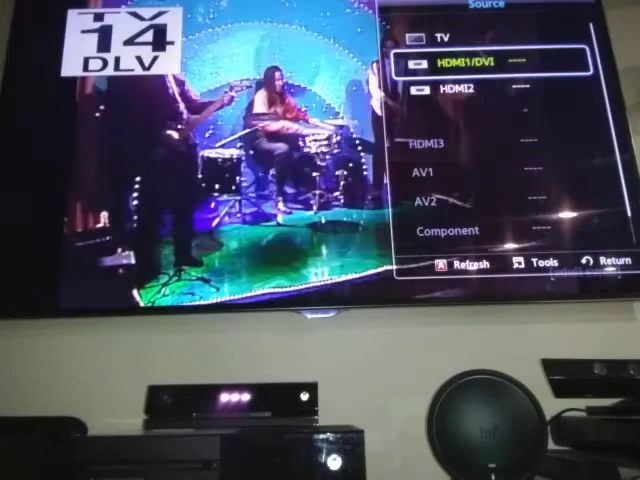 TV
14
DLV
Source
TV
HDMI1/DVI ----
HDMI2 ----
HDMI3 ----
AV1 ----
AV2 ----
Component ----
A Refresh Tools Return